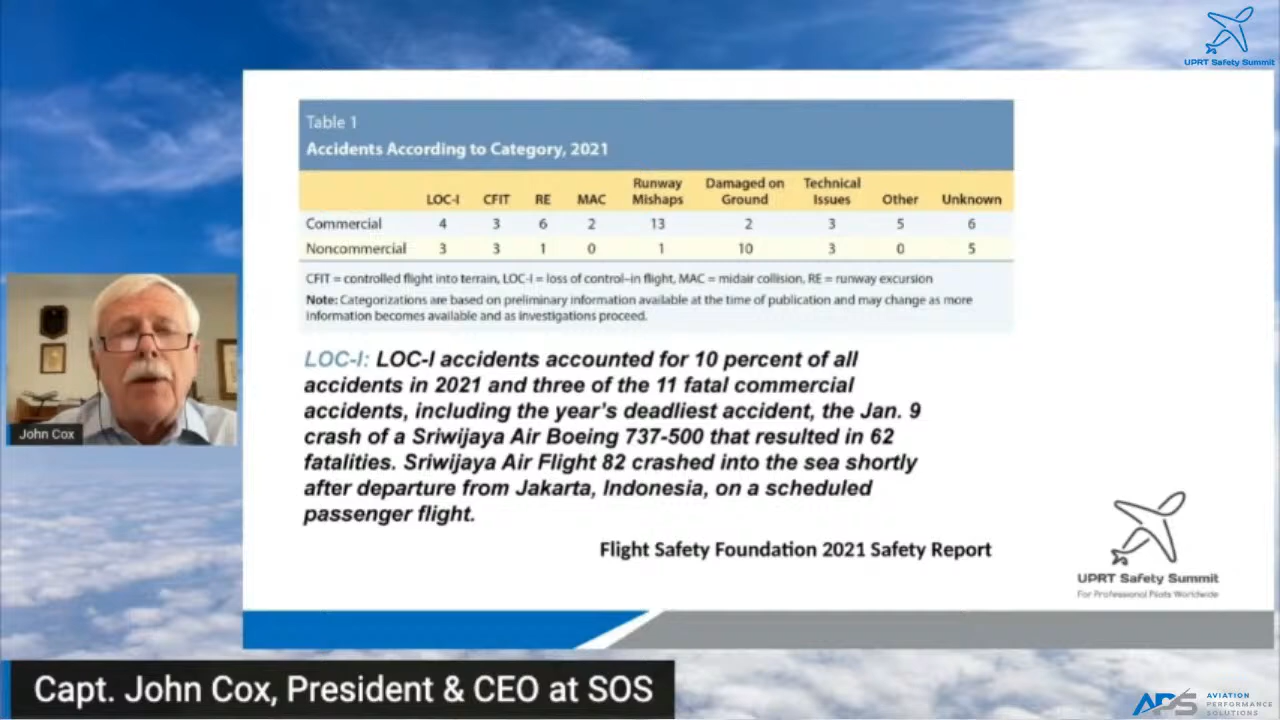 UPRT Safety Summit
Table 1
Accidents According to Category, 2021
LOC-I CFIT RE MAC Runway Mishaps Damaged on Ground Technical Issues Other Unknown
Commercial 4 3 6 2 13 2 3 5 6
Noncommercial 3 3 1 0 1 10 3 0 5
CFIT = controlled flight into terrain, LOC-I = loss of control–in flight, MAC = midair collision, RE = runway excursion
Note: Categorizations are based on preliminary information available at the time of publication and may change as more
information becomes available and as investigations proceed.
LOC-I: LOC-I accidents accounted for 10 percent of all
accidents in 2021 and three of the 11 fatal commercial
accidents, including the year's deadliest accident, the Jan. 9
crash of a Sriwijaya Air Boeing 737-500 that resulted in 62
fatalities. Sriwijaya Air Flight 82 crashed into the sea shortly
after departure from Jakarta, Indonesia, on a scheduled
passenger flight.
Flight Safety Foundation 2021 Safety Report
John Cox
UPRT Safety Summit
For Professional Pilots Worldwide
Capt. John Cox, President & CEO at SOS
APS
AVIATION
PERFORMANCE
SOLUTIONS